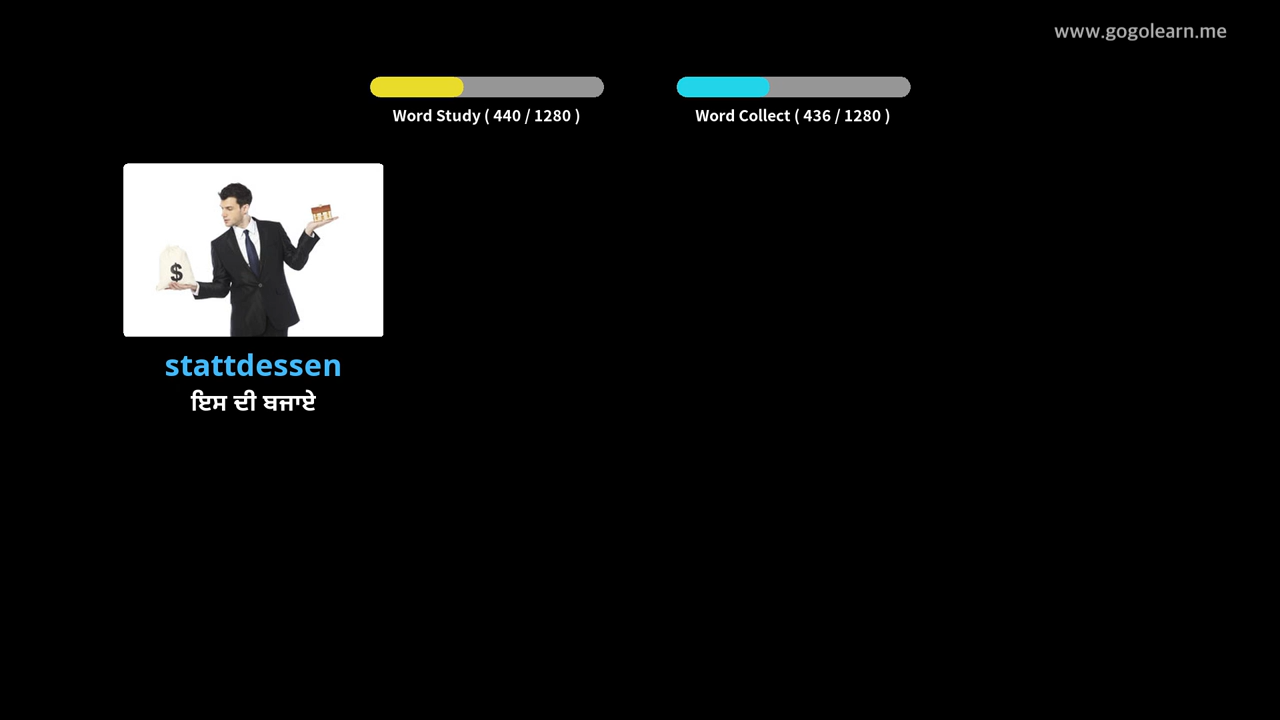 www.gogolearn.me
Word Study ( 440 / 1280 )
Word Collect ( 436 / 1280 )
$
stattdessen
ਇਸ ਦੀ ਬਜਾਏ